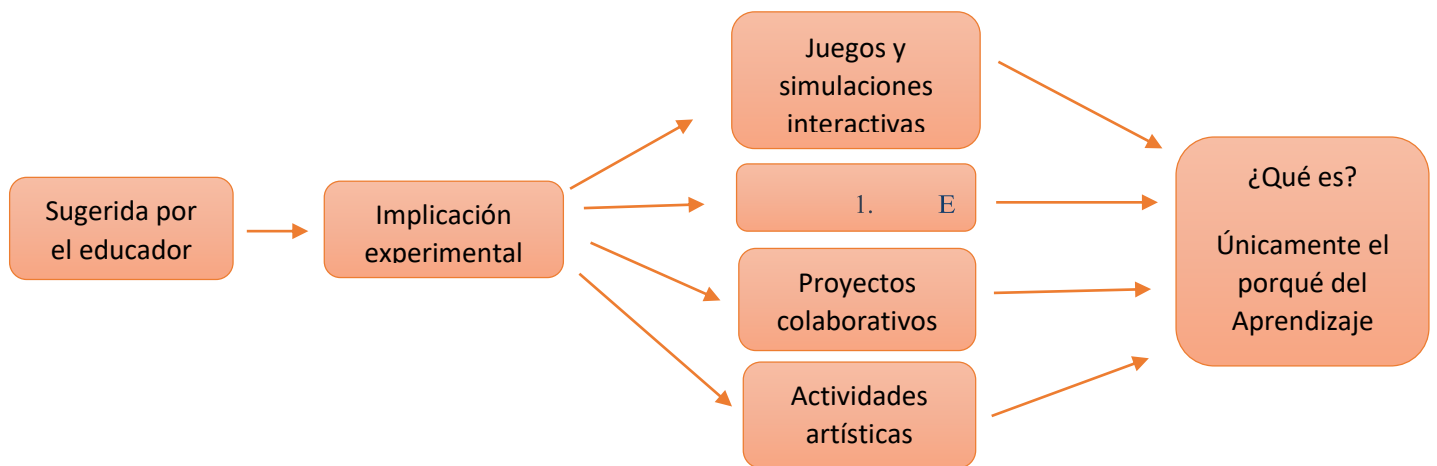 Sugerida por
el educador
Implicación
experimental
Juegos y
simulaciones
interactivas
1. E
Proyectos
colaborativos
Actividades
artísticas
¿Qué es?
Únicamente el
porqué del
Aprendizaje